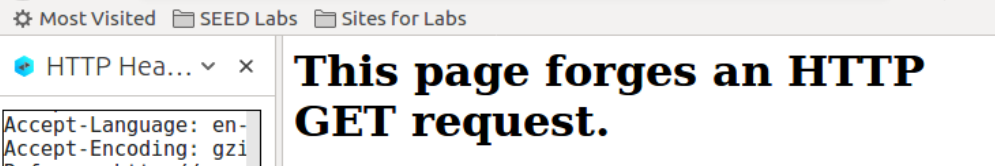 Most Visited SEED Labs Sites for Labs
HTTP Hea...
This page forges an HTTP
GET request.
Accept-Language: en-
Accept-Encoding: gzi